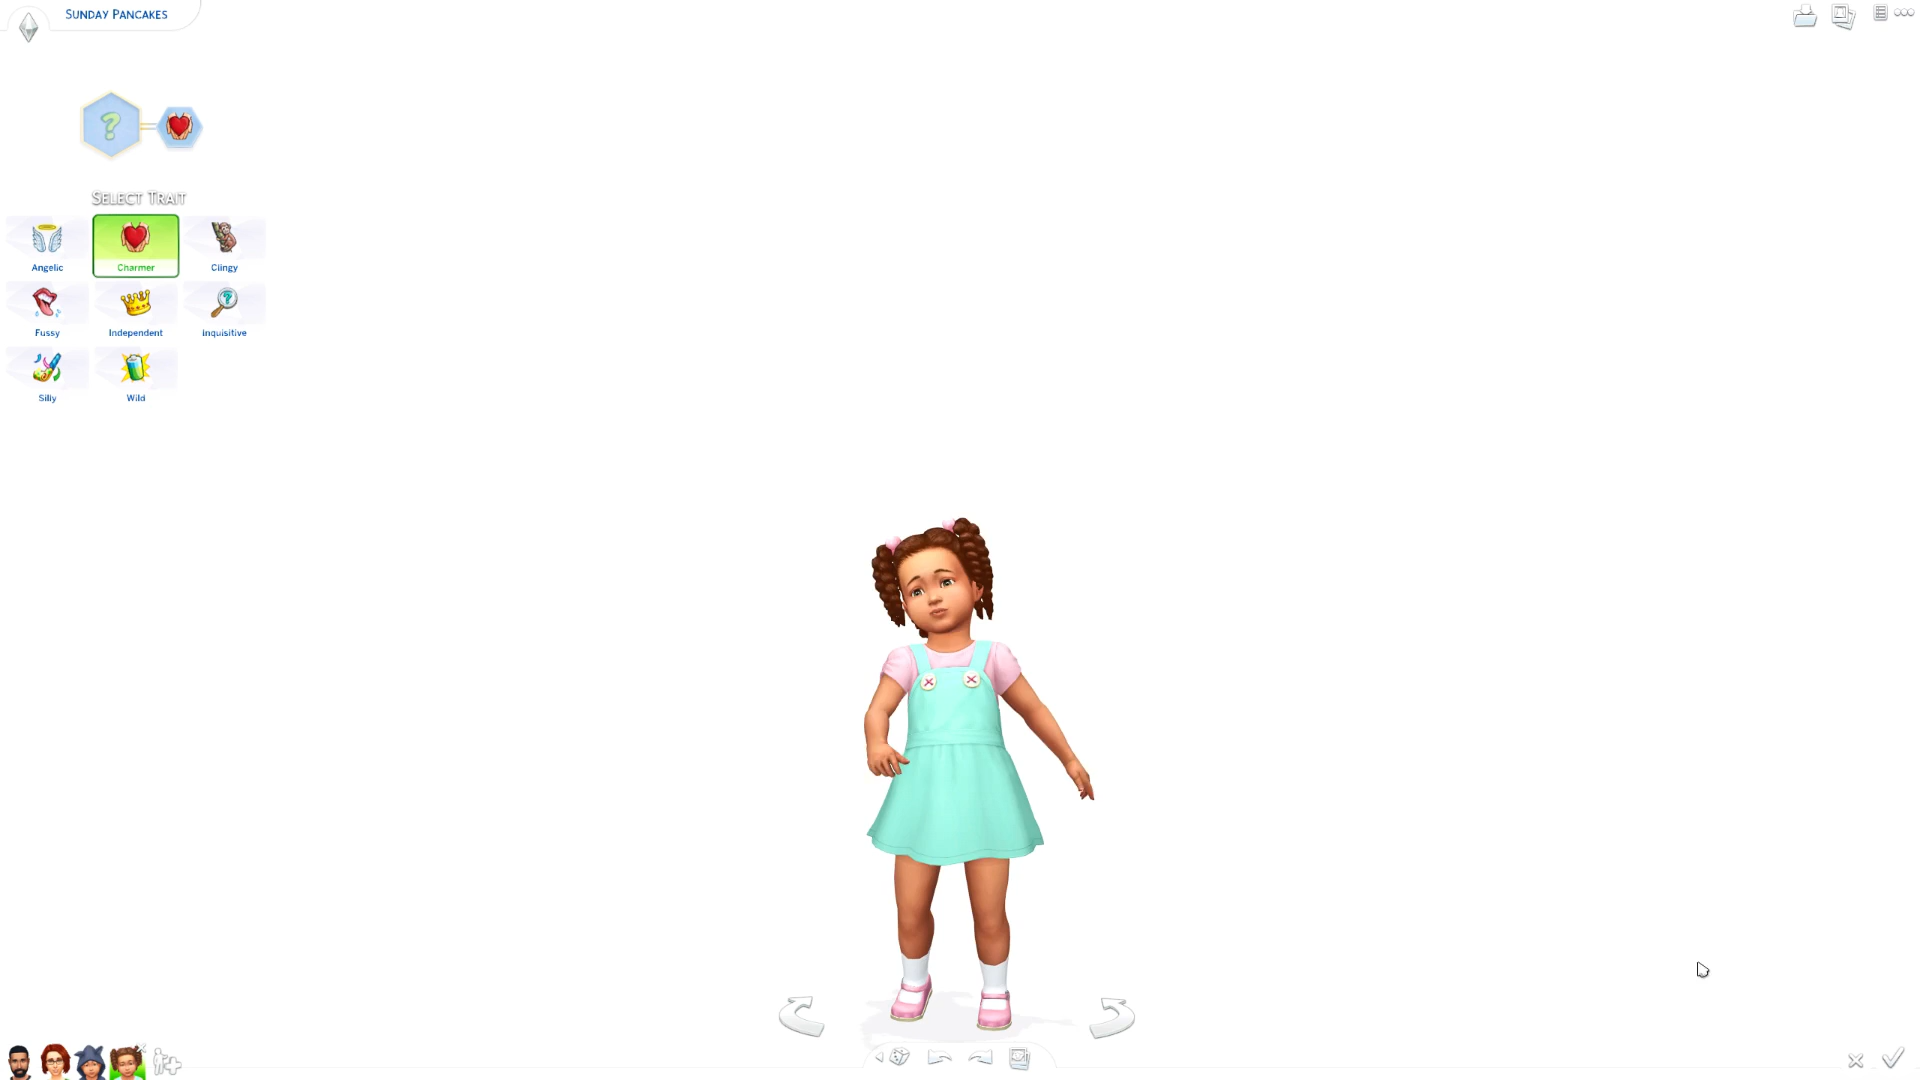 Sunday Pancakes
Select Trait
Angelic
Charmer
Clingy
Fussy
Independent
Inquisitive
Silly
Wild